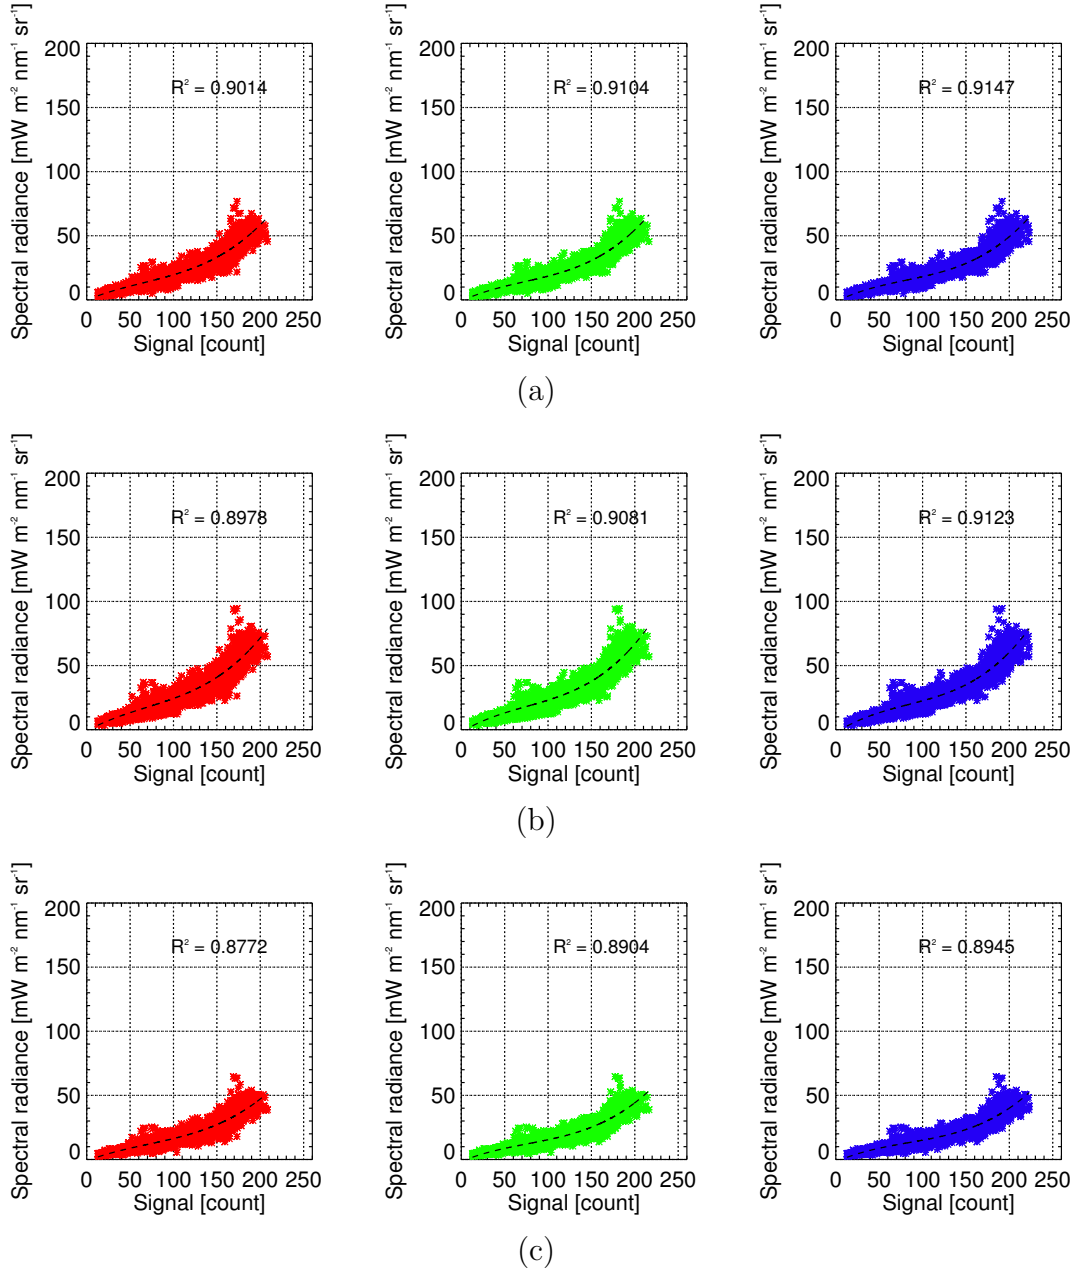 Spectral radiance [mW m⁻² nm⁻¹ sr⁻¹]
200
150
100
50
0
R² = 0.9014
0 50 100 150 200 250
Signal [count]
Spectral radiance [mW m⁻² nm⁻¹ sr⁻¹]
200
150
100
50
0
R² = 0.9104
0 50 100 150 200 250
Signal [count]
Spectral radiance [mW m⁻² nm⁻¹ sr⁻¹]
200
150
100
50
0
R² = 0.9147
0 50 100 150 200 250
Signal [count]
(a)
Spectral radiance [mW m⁻² nm⁻¹ sr⁻¹]
200
150
100
50
0
R² = 0.8978
0 50 100 150 200 250
Signal [count]
Spectral radiance [mW m⁻² nm⁻¹ sr⁻¹]
200
150
100
50
0
R² = 0.9081
0 50 100 150 200 250
Signal [count]
Spectral radiance [mW m⁻² nm⁻¹ sr⁻¹]
200
150
100
50
0
R² = 0.9123
0 50 100 150 200 250
Signal [count]
(b)
Spectral radiance [mW m⁻² nm⁻¹ sr⁻¹]
200
150
100
50
0
R² = 0.8772
0 50 100 150 200 250
Signal [count]
Spectral radiance [mW m⁻² nm⁻¹ sr⁻¹]
200
150
100
50
0
R² = 0.8904
0 50 100 150 200 250
Signal [count]
Spectral radiance [mW m⁻² nm⁻¹ sr⁻¹]
200
150
100
50
0
R² = 0.8945
0 50 100 150 200 250
Signal [count]
(c)